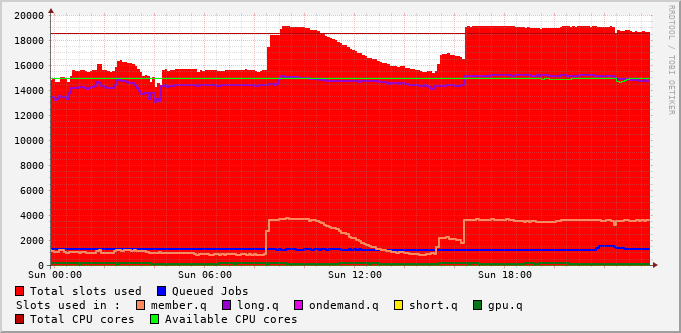 20000
18000
16000
14000
12000
10000
8000
6000
4000
2000
0
Sun 00:00 Sun 06:00 Sun 12:00 Sun 18:00
RRDTOOL / TOBI OETIKER
Total slots used Queued Jobs
Slots used in : member.q long.q ondemand.q short.q gpu.q
Total CPU cores Available CPU cores